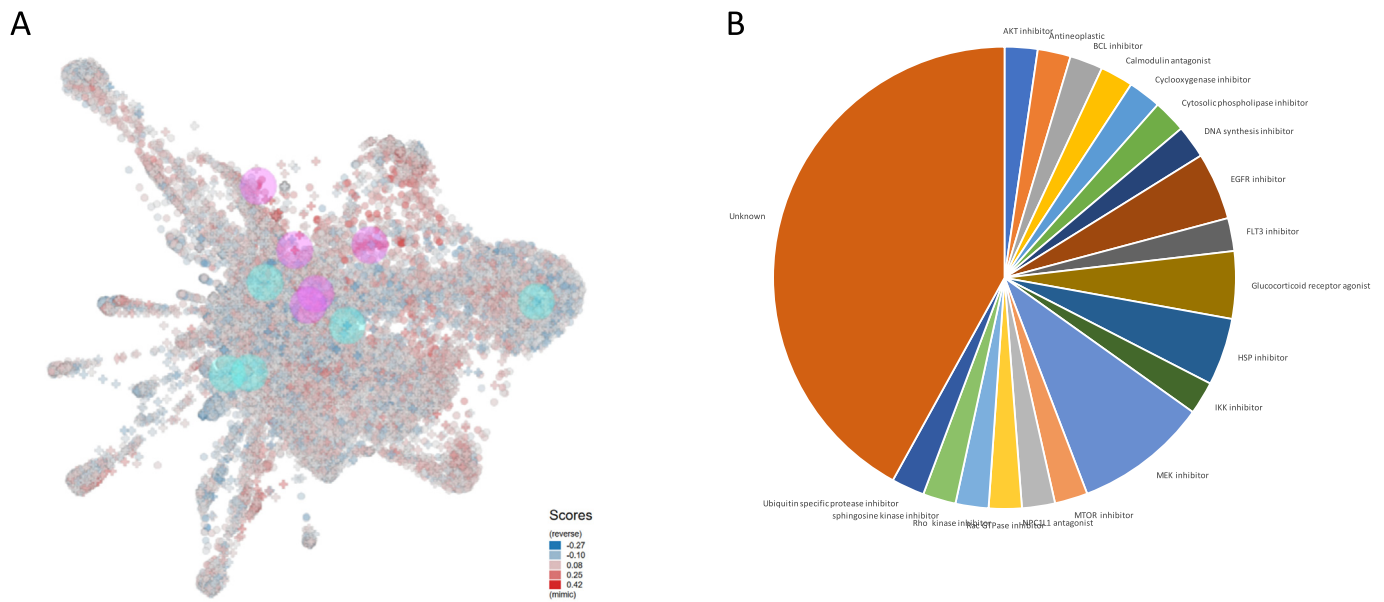 A
B
AKT inhibitor
Antineoplastic
BCL inhibitor
Calmodulin antagonist
Cyclooxygenase inhibitor
Cytosolic phospholipase inhibitor
DNA synthesis inhibitor
EGFR inhibitor
Unknown
FLT3 inhibitor
Glucocorticoid receptor agonist
HSP inhibitor
IKK inhibitor
MEK inhibitor
MTOR inhibitor
NPC1L1 antagonist
Rac GTPase inhibitor
Rho kinase inhibitor
sphingosine kinase inhibitor
Ubiquitin specific protease inhibitor
Scores
(reverse)
-0.27
-0.10
0.08
0.25
0.42
(mimic)